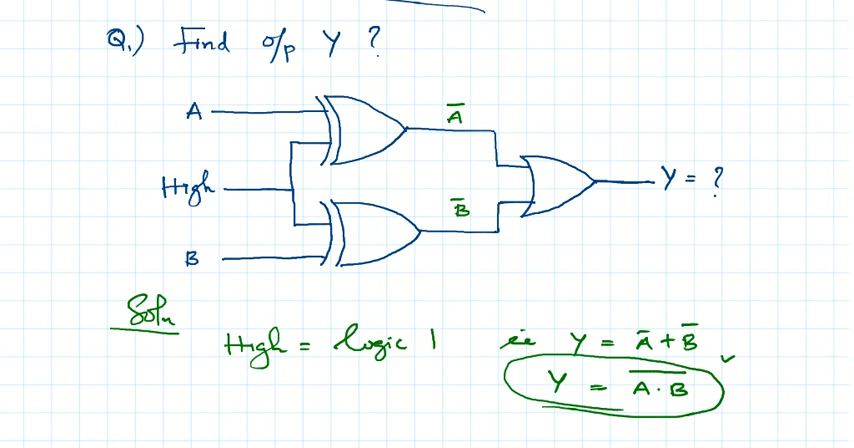 Q.) Find o/p Y ?
A
A̅
High
Y = ?
B̅
B
Soln
High = logic 1 ie Y = A̅ + B̅
Y = A̅ ̅·̅ ̅B̅